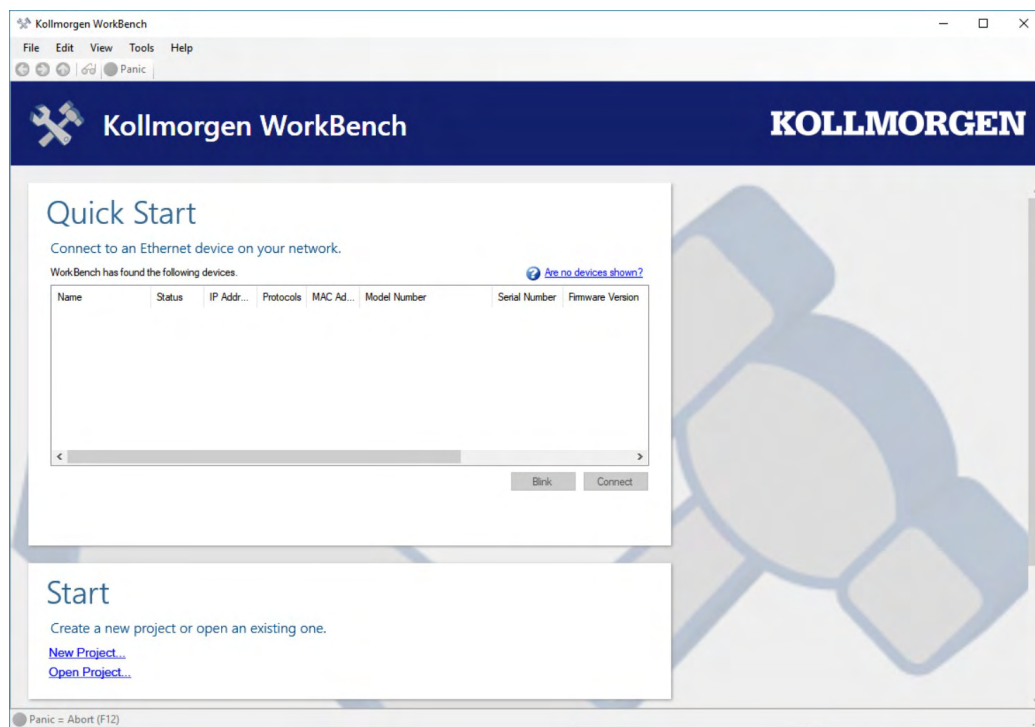 Kollmorgen WorkBench
File Edit View Tools Help
Panic
Kollmorgen WorkBench
KOLLMORGEN
Quick Start
Connect to an Ethernet device on your network.
WorkBench has found the following devices.
Are no devices shown?
Name Status IP Addr... Protocols MAC Ad... Model Number Serial Number Firmware Version
Blink Connect
Start
Create a new project or open an existing one.
New Project...
Open Project...
Panic = Abort (F12)